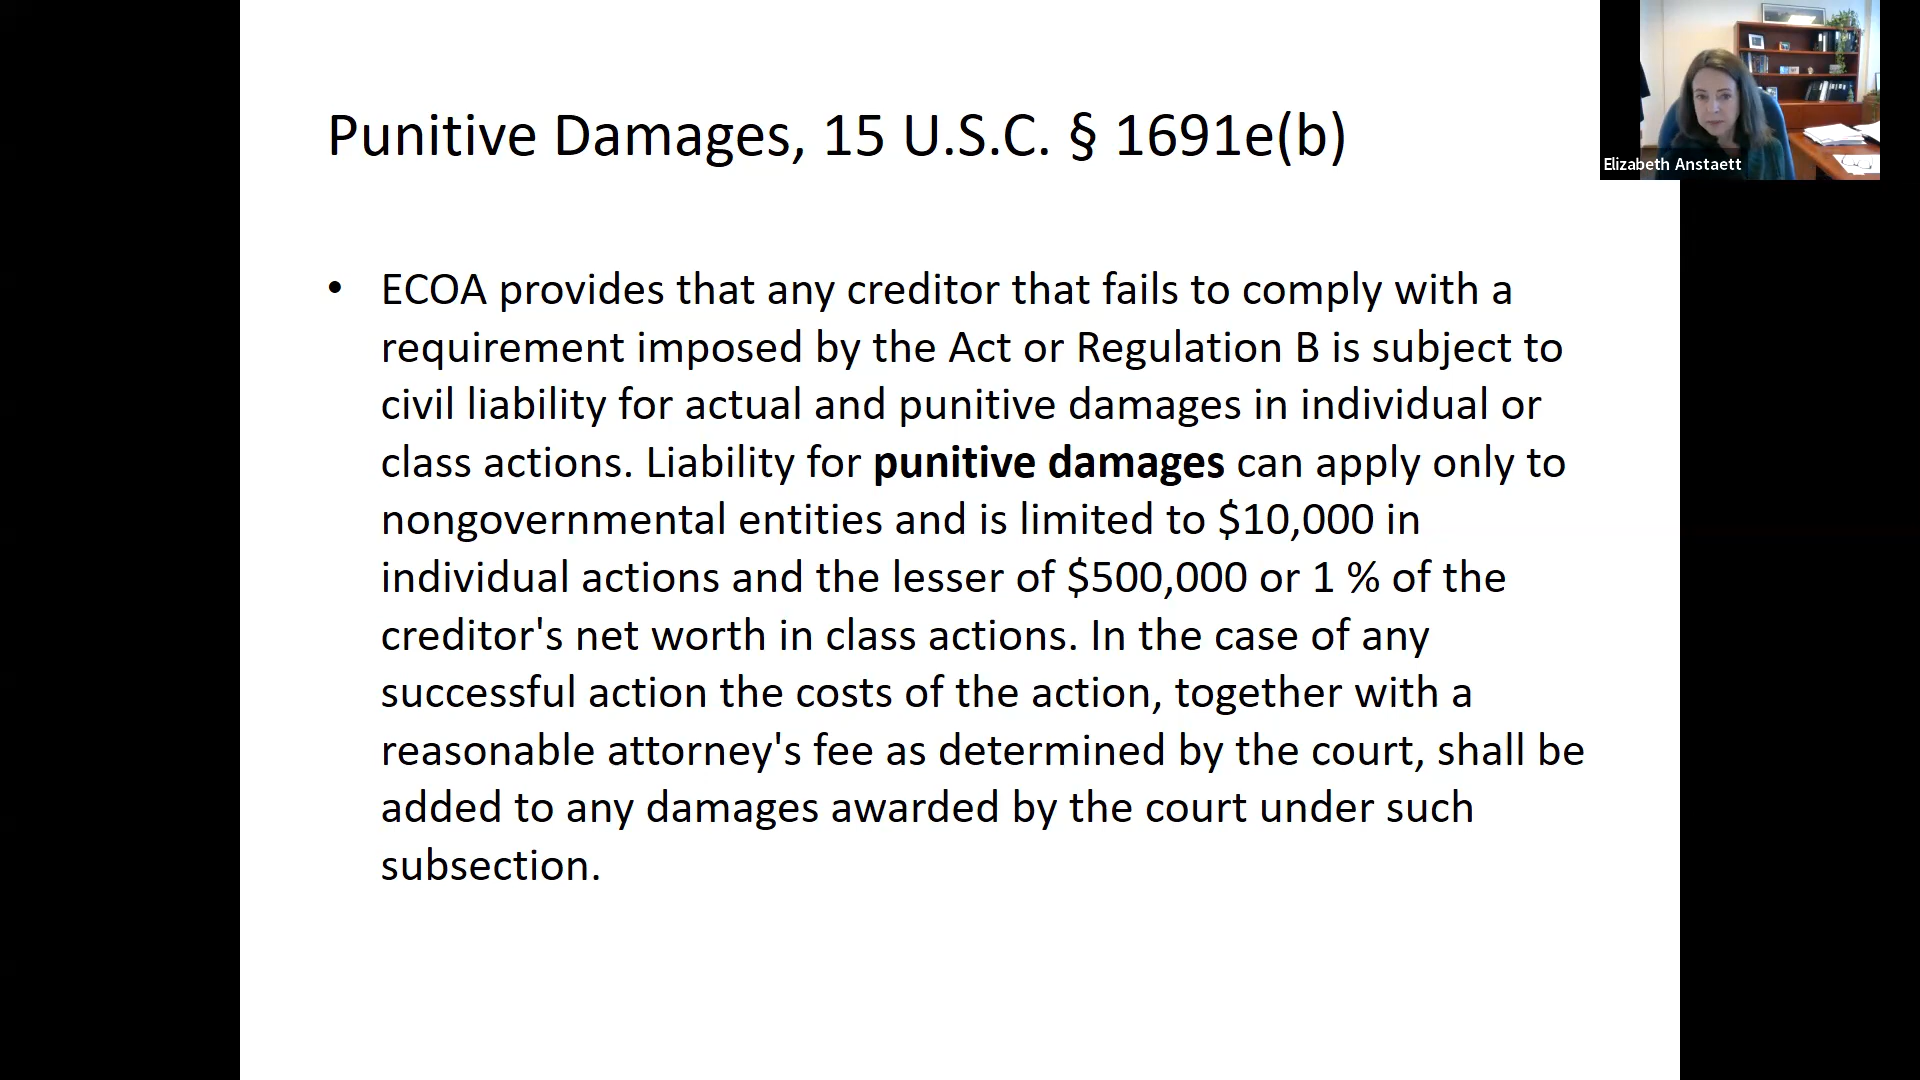 Punitive Damages, 15 U.S.C. § 1691e(b)
Elizabeth Anstaett
• ECOA provides that any creditor that fails to comply with a
requirement imposed by the Act or Regulation B is subject to
civil liability for actual and punitive damages in individual or
class actions. Liability for punitive damages can apply only to
nongovernmental entities and is limited to $10,000 in
individual actions and the lesser of $500,000 or 1 % of the
creditor's net worth in class actions. In the case of any
successful action the costs of the action, together with a
reasonable attorney's fee as determined by the court, shall be
added to any damages awarded by the court under such
subsection.